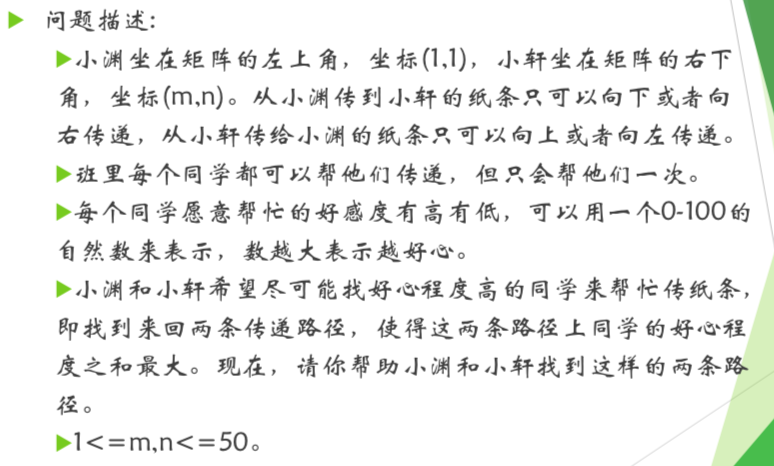 问题描述:
小渊坐在矩阵的左上角，坐标(1,1)，小轩坐在矩阵的右下
角，坐标(m,n)。从小渊传到小轩的纸条只可以向下或者向
右传递，从小轩传给小渊的纸条只可以向上或者向左传递。
班里每个同学都可以帮他们传递，但只会帮他们一次。
每个同学愿意帮忙的好感度有高有低，可以用一个0-100的
自然数来表示，数越大表示越好心。
小渊和小轩希望尽可能找好心程度高的同学来帮忙传纸条，
即找到来回两条传递路径，使得这两条路径上同学的好心程
度之和最大。现在，请你帮助小渊和小轩找到这样的两条路
径。
1<=m,n<=50。